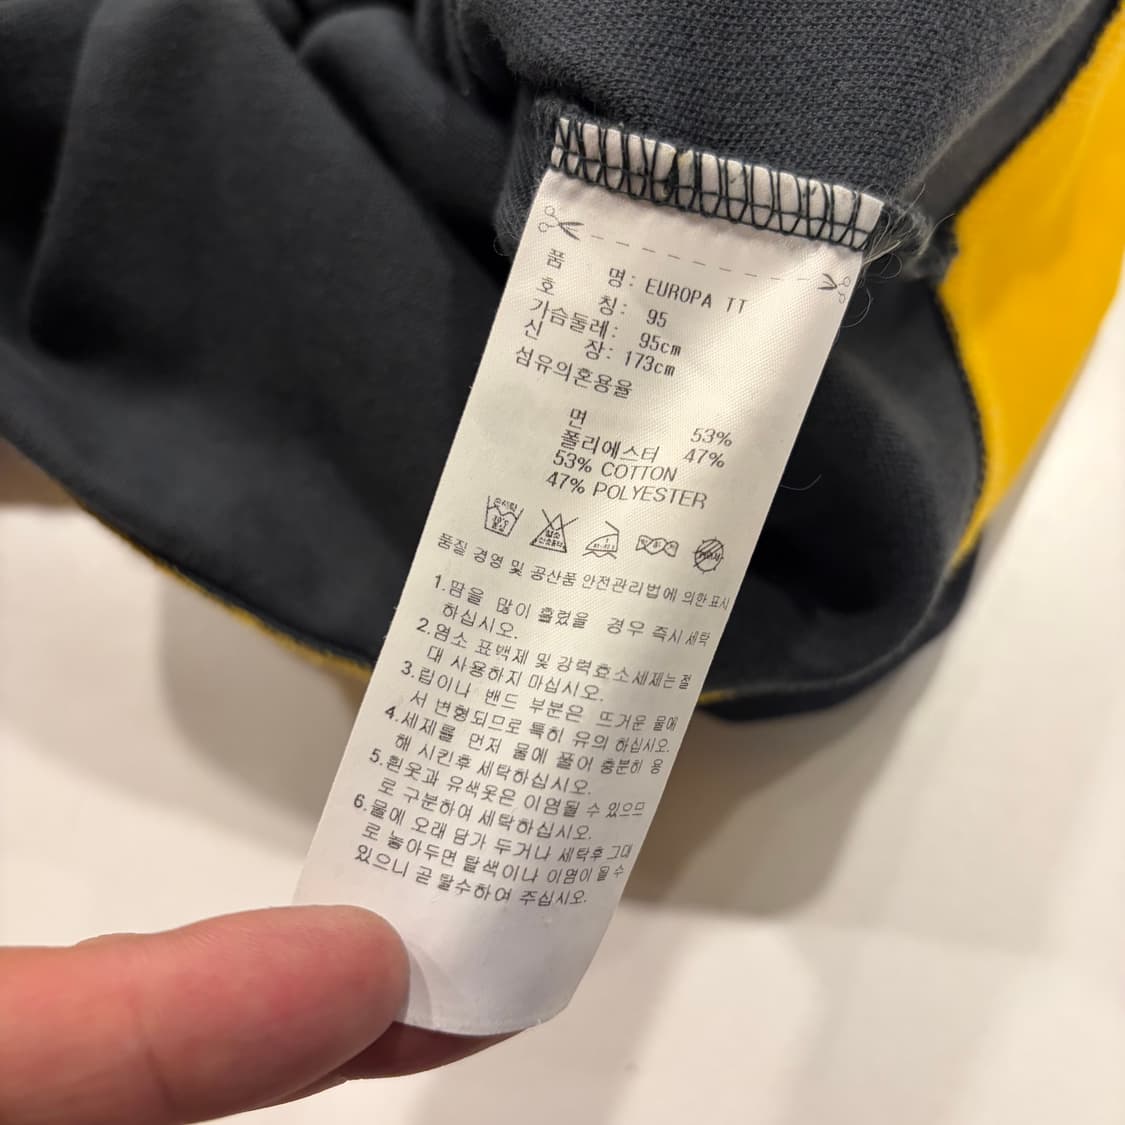 품 명: EUROPA TT
호 칭: 95
가슴둘레: 95cm
신 장: 173cm
섬유의혼용율
면 53%
폴리에스터 47%
53% COTTON
47% POLYESTER
품질 경영 및 공산품 안전관리법에 의한 표시
1.땀을 많이 흘렸을 경우 즉시 세탁
하십시오.
2.염소 표백제 및 강력효소세제는 절
대 사용하지 마십시오.
3.립이나 밴드 부분은 뜨거운 물에
서 변형되므로 특히 유의 하십시오.
4.세제를 먼저 물에 풀어 충분히 용
해 시킨후 세탁하십시오.
5.흰옷과 유색옷은 이염될 수 있으므
로 구분하여 세탁하십시오.
6.물에 오래 담가 두거나 세탁후 그대
로 놓아두면 탈색이나 이염이 될 수
있으니 곧 탈수하여 주십시오.